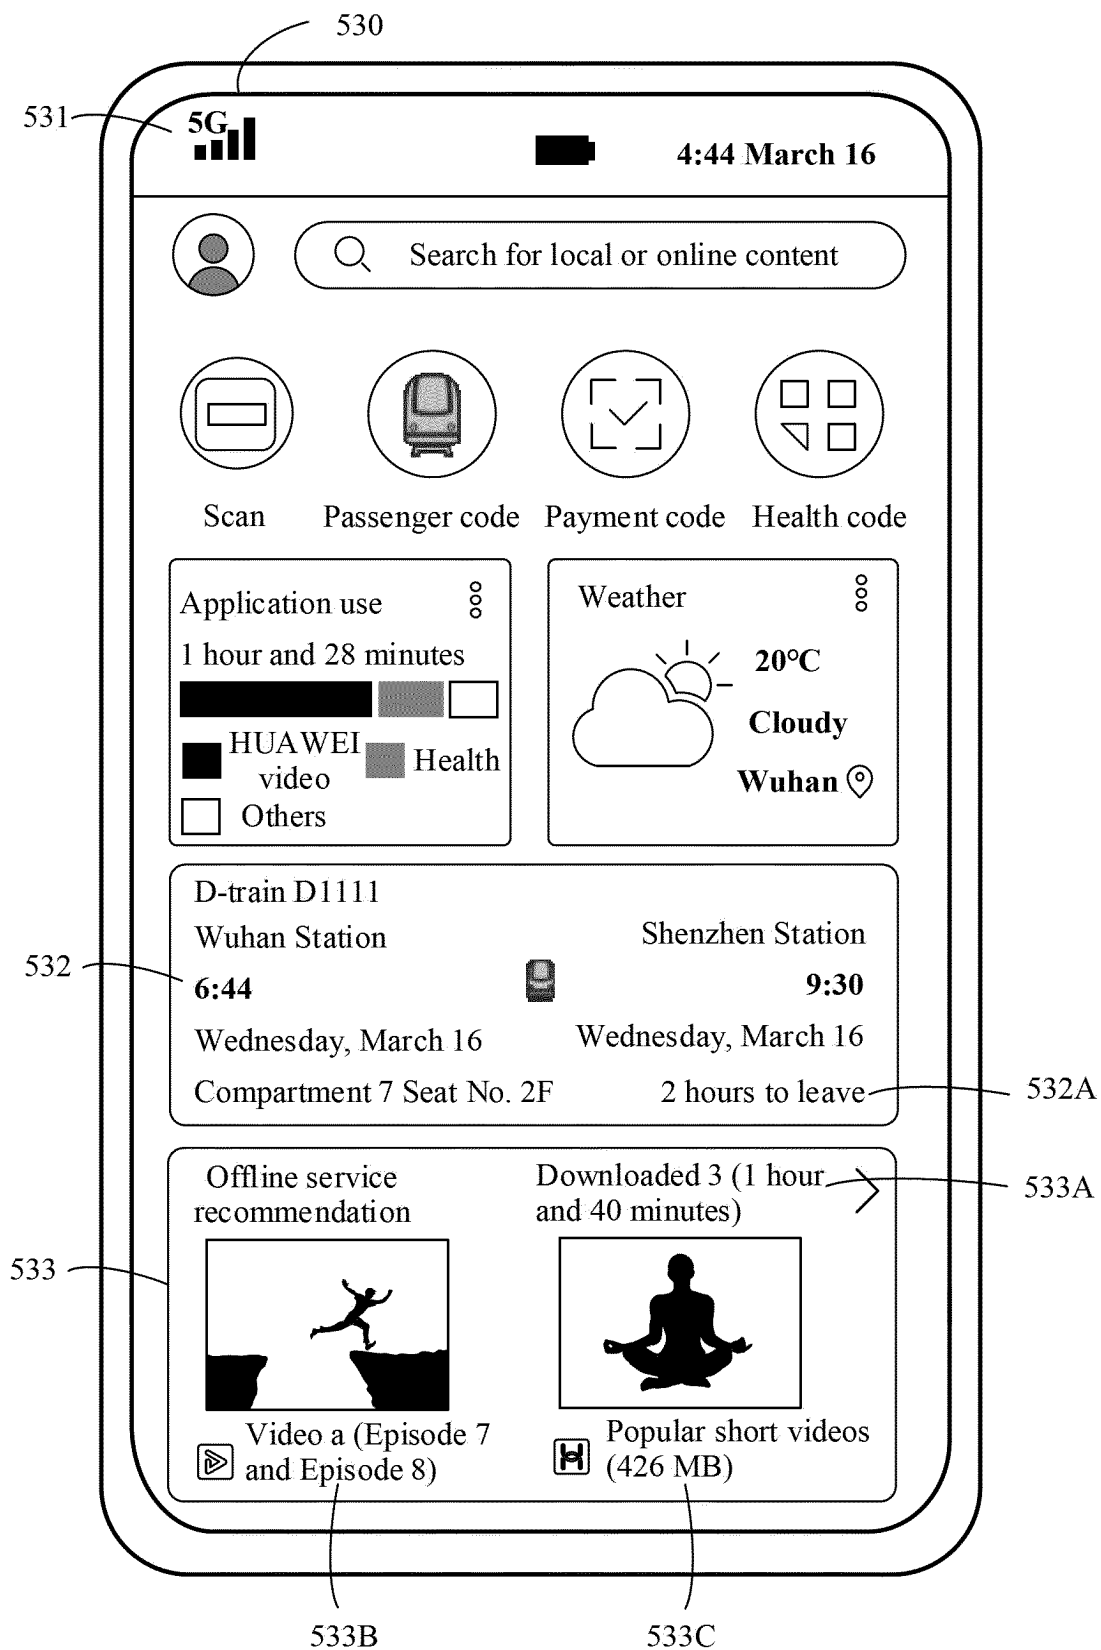 530
531
5G
4:44 March 16
Search for local or online content
Scan
Passenger code
Payment code
Health code
Application use
1 hour and 28 minutes
HUAWEI
video
Health
Others
Weather
20°C
Cloudy
Wuhan
D-train D1111
Wuhan Station
Shenzhen Station
532
6:44
9:30
Wednesday, March 16
Wednesday, March 16
Compartment 7 Seat No. 2F
2 hours to leave
532A
Offline service
recommendation
Downloaded 3 (1 hour
and 40 minutes)
533A
533
Video a (Episode 7
and Episode 8)
Popular short videos
(426 MB)
533B
533C